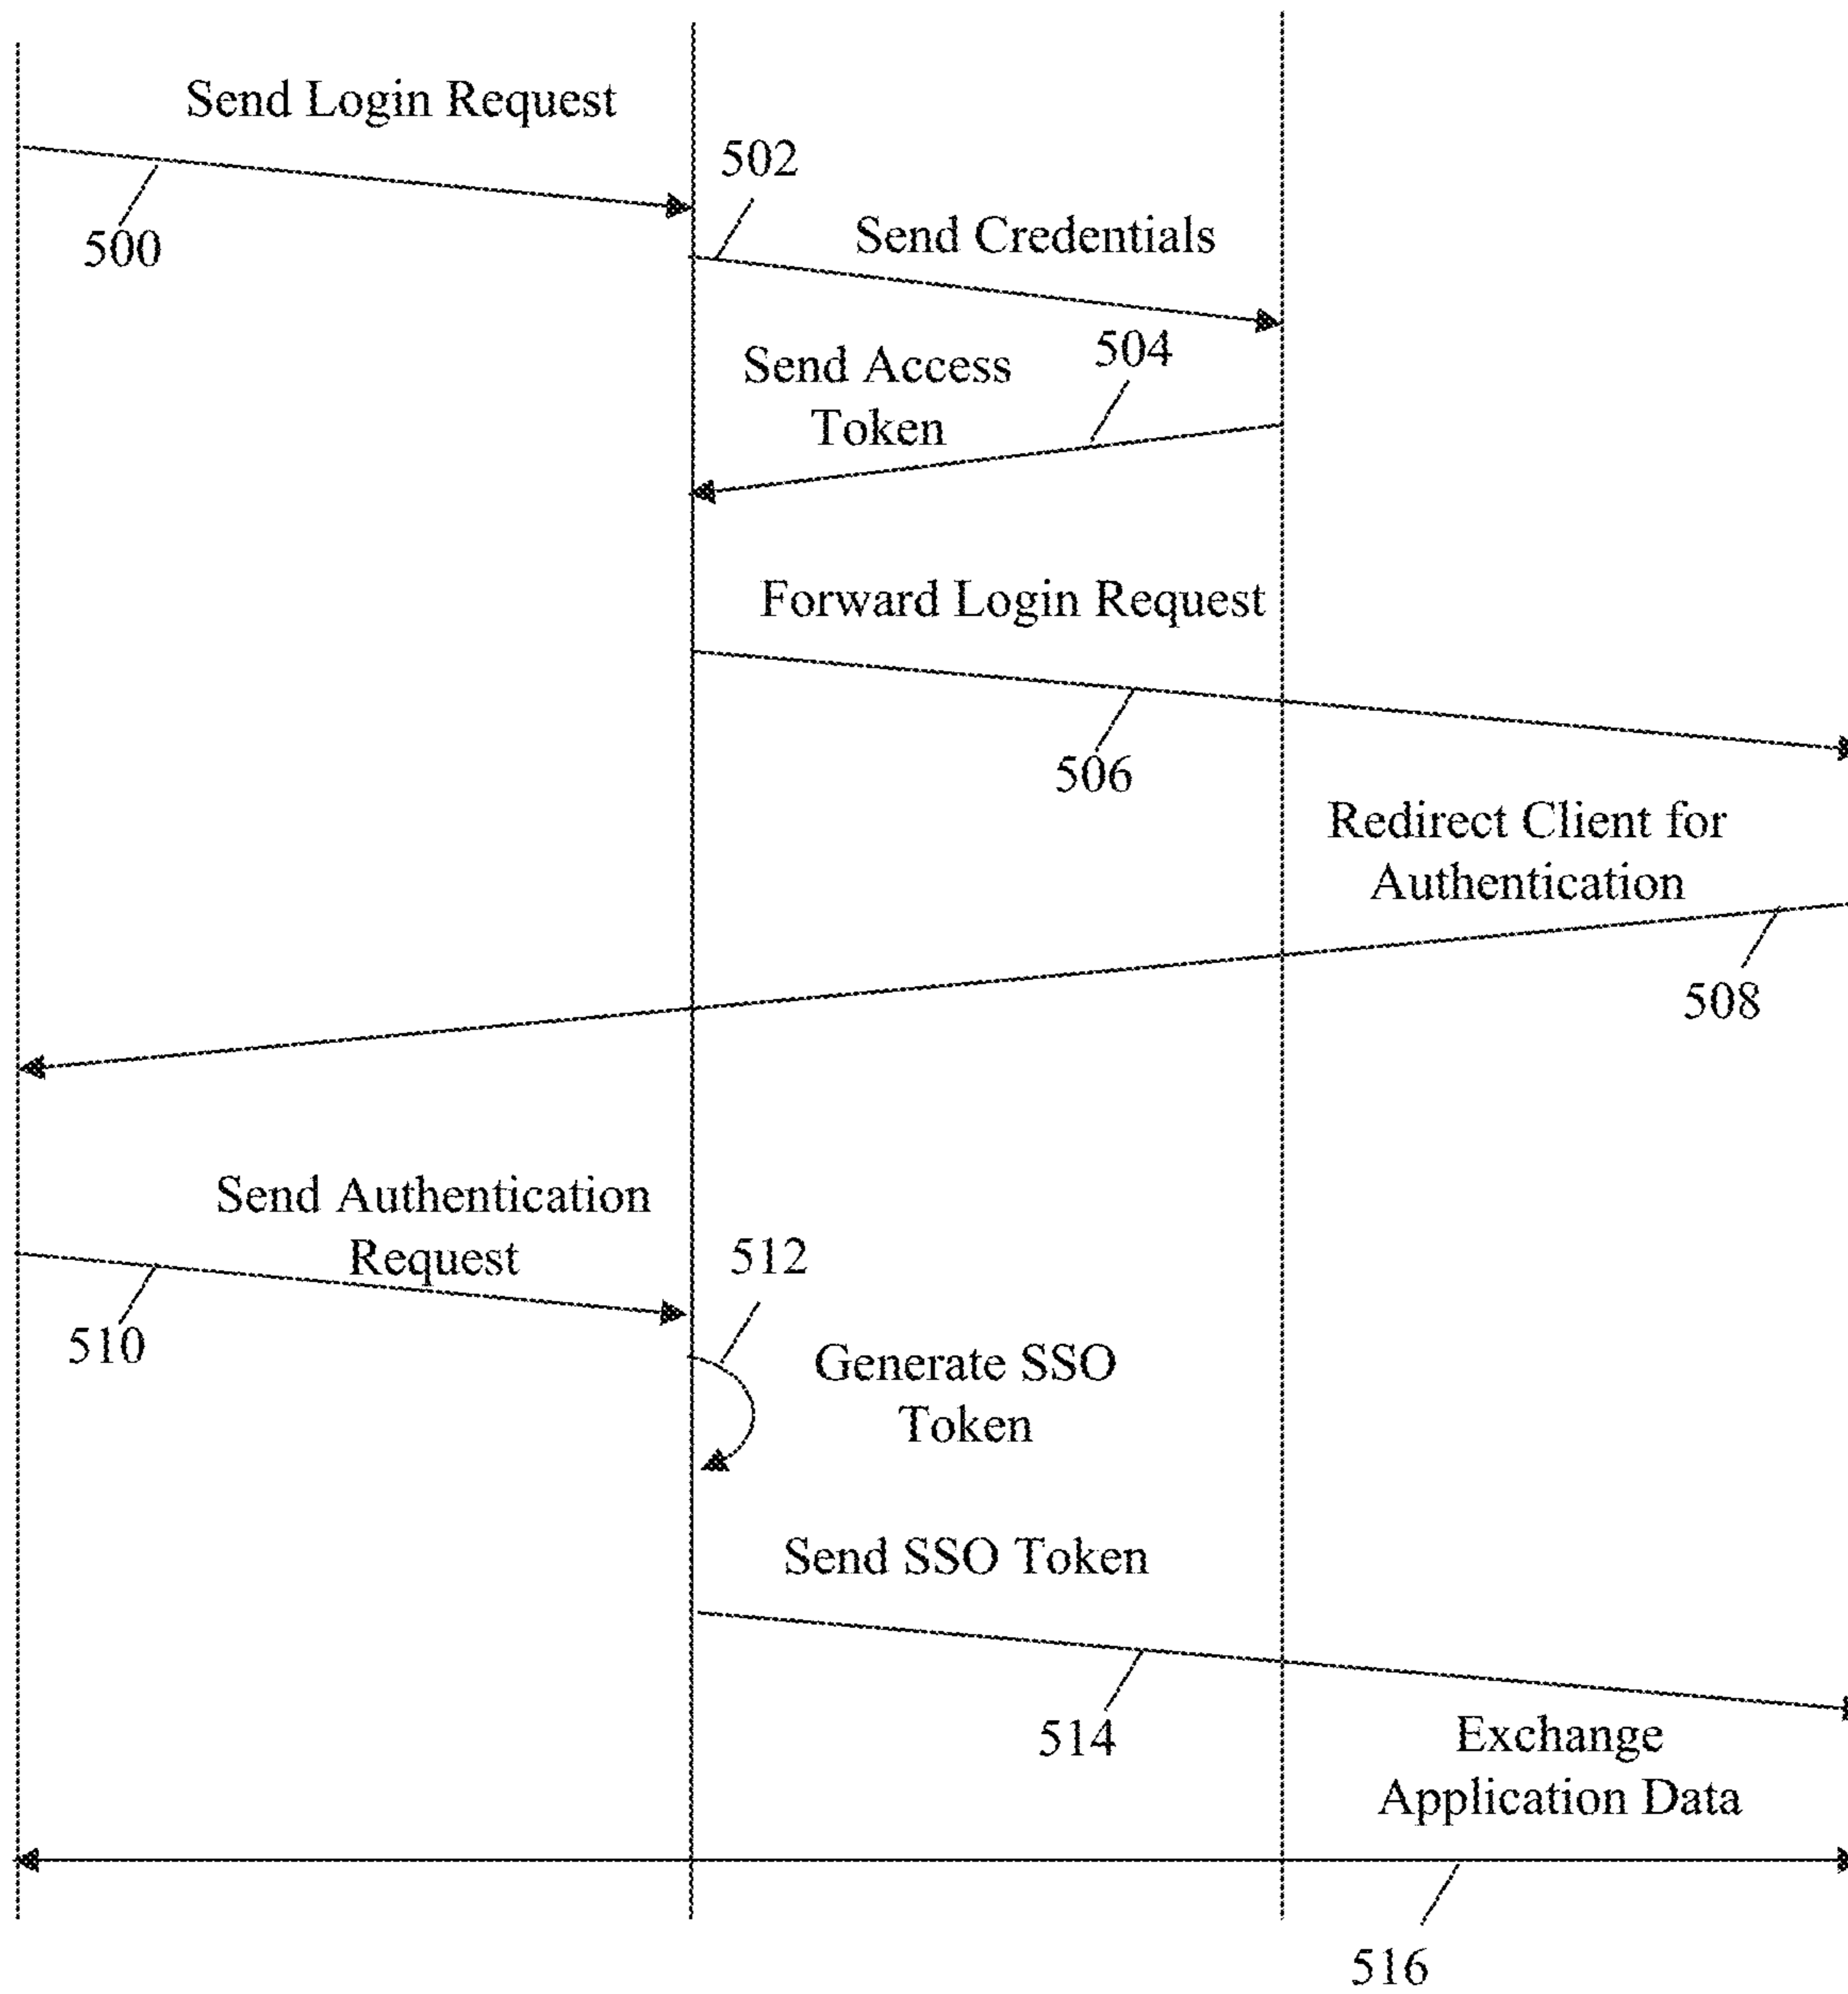 Send Login Request
500
502
Send Credentials
504
Send Access
Token
Forward Login Request
506
Redirect Client for
Authentication
508
Send Authentication
Request
510
512
Generate SSO
Token
Send SSO Token
514
Exchange
Application Data
516